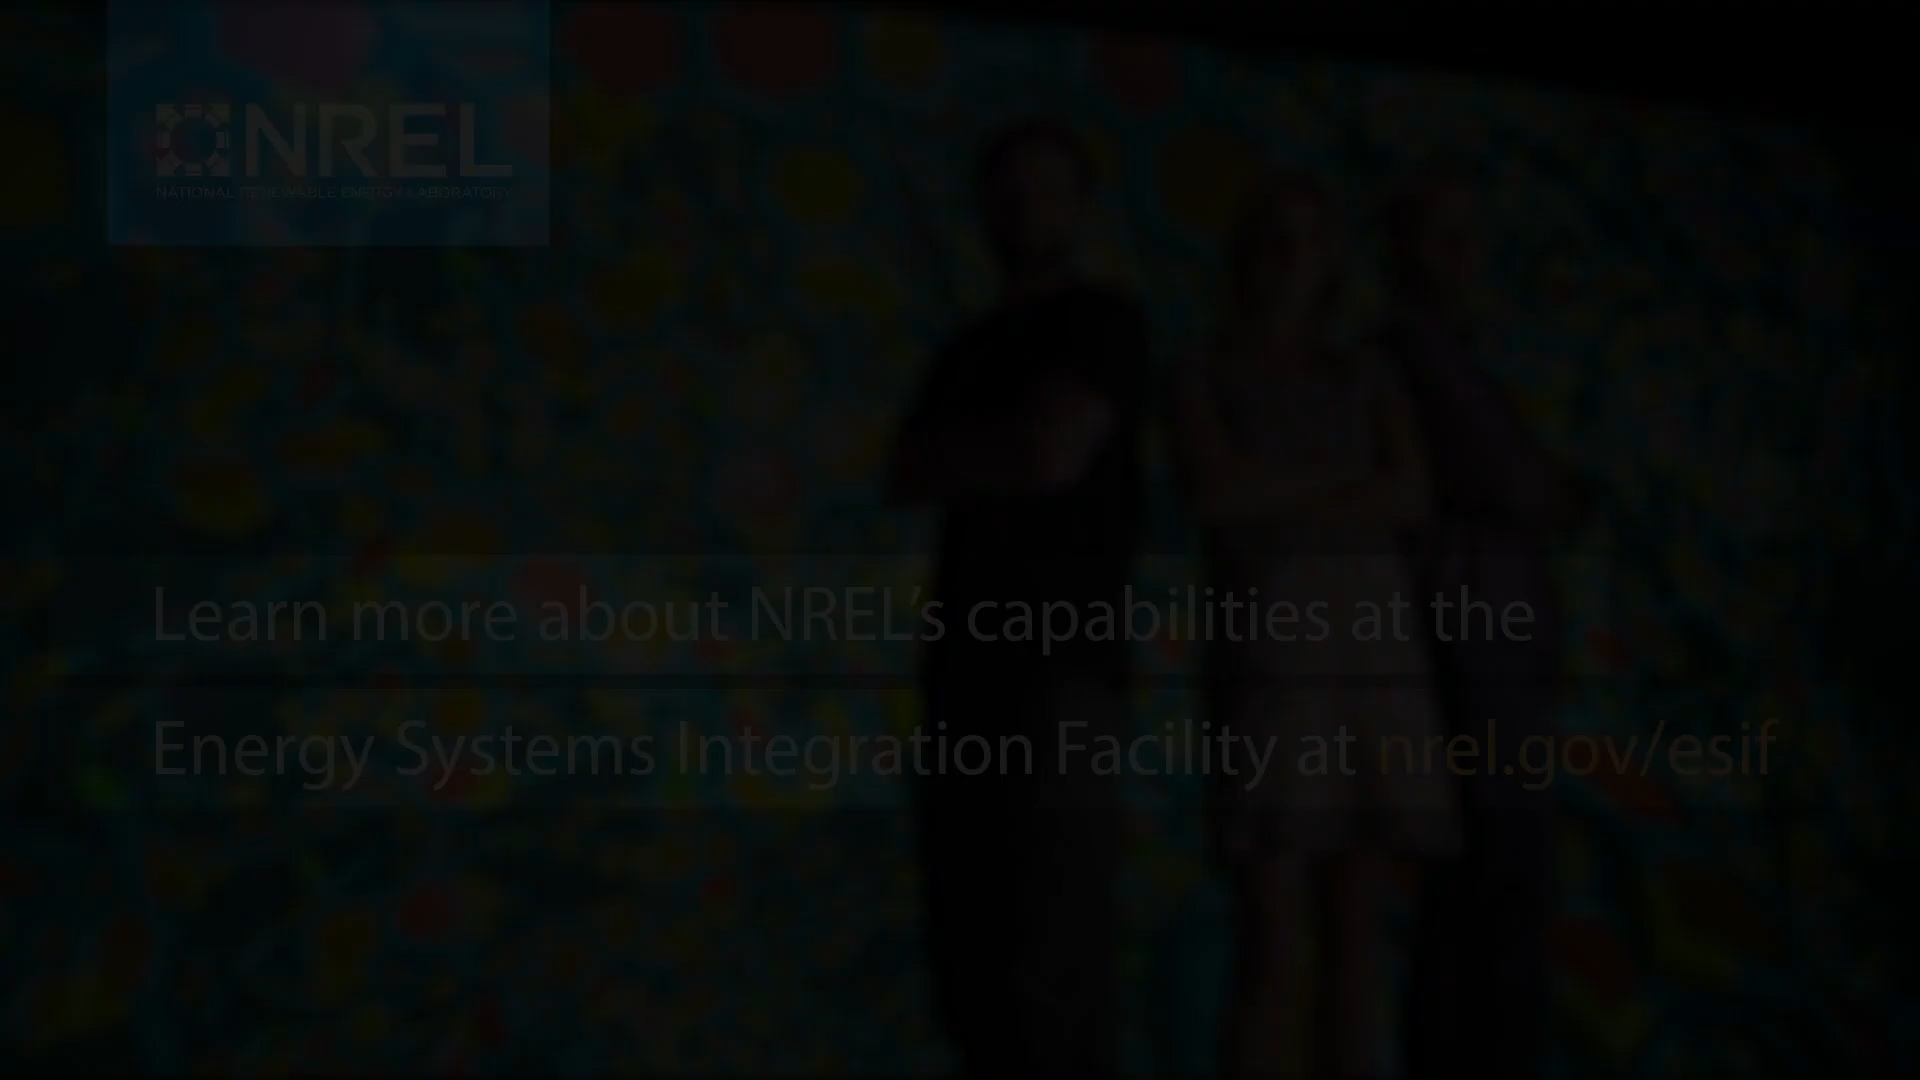 NREL
NATIONAL RENEWABLE ENERGY LABORATORY
Learn more about NREL’s capabilities at the
Energy Systems Integration Facility at nrel.gov/esif